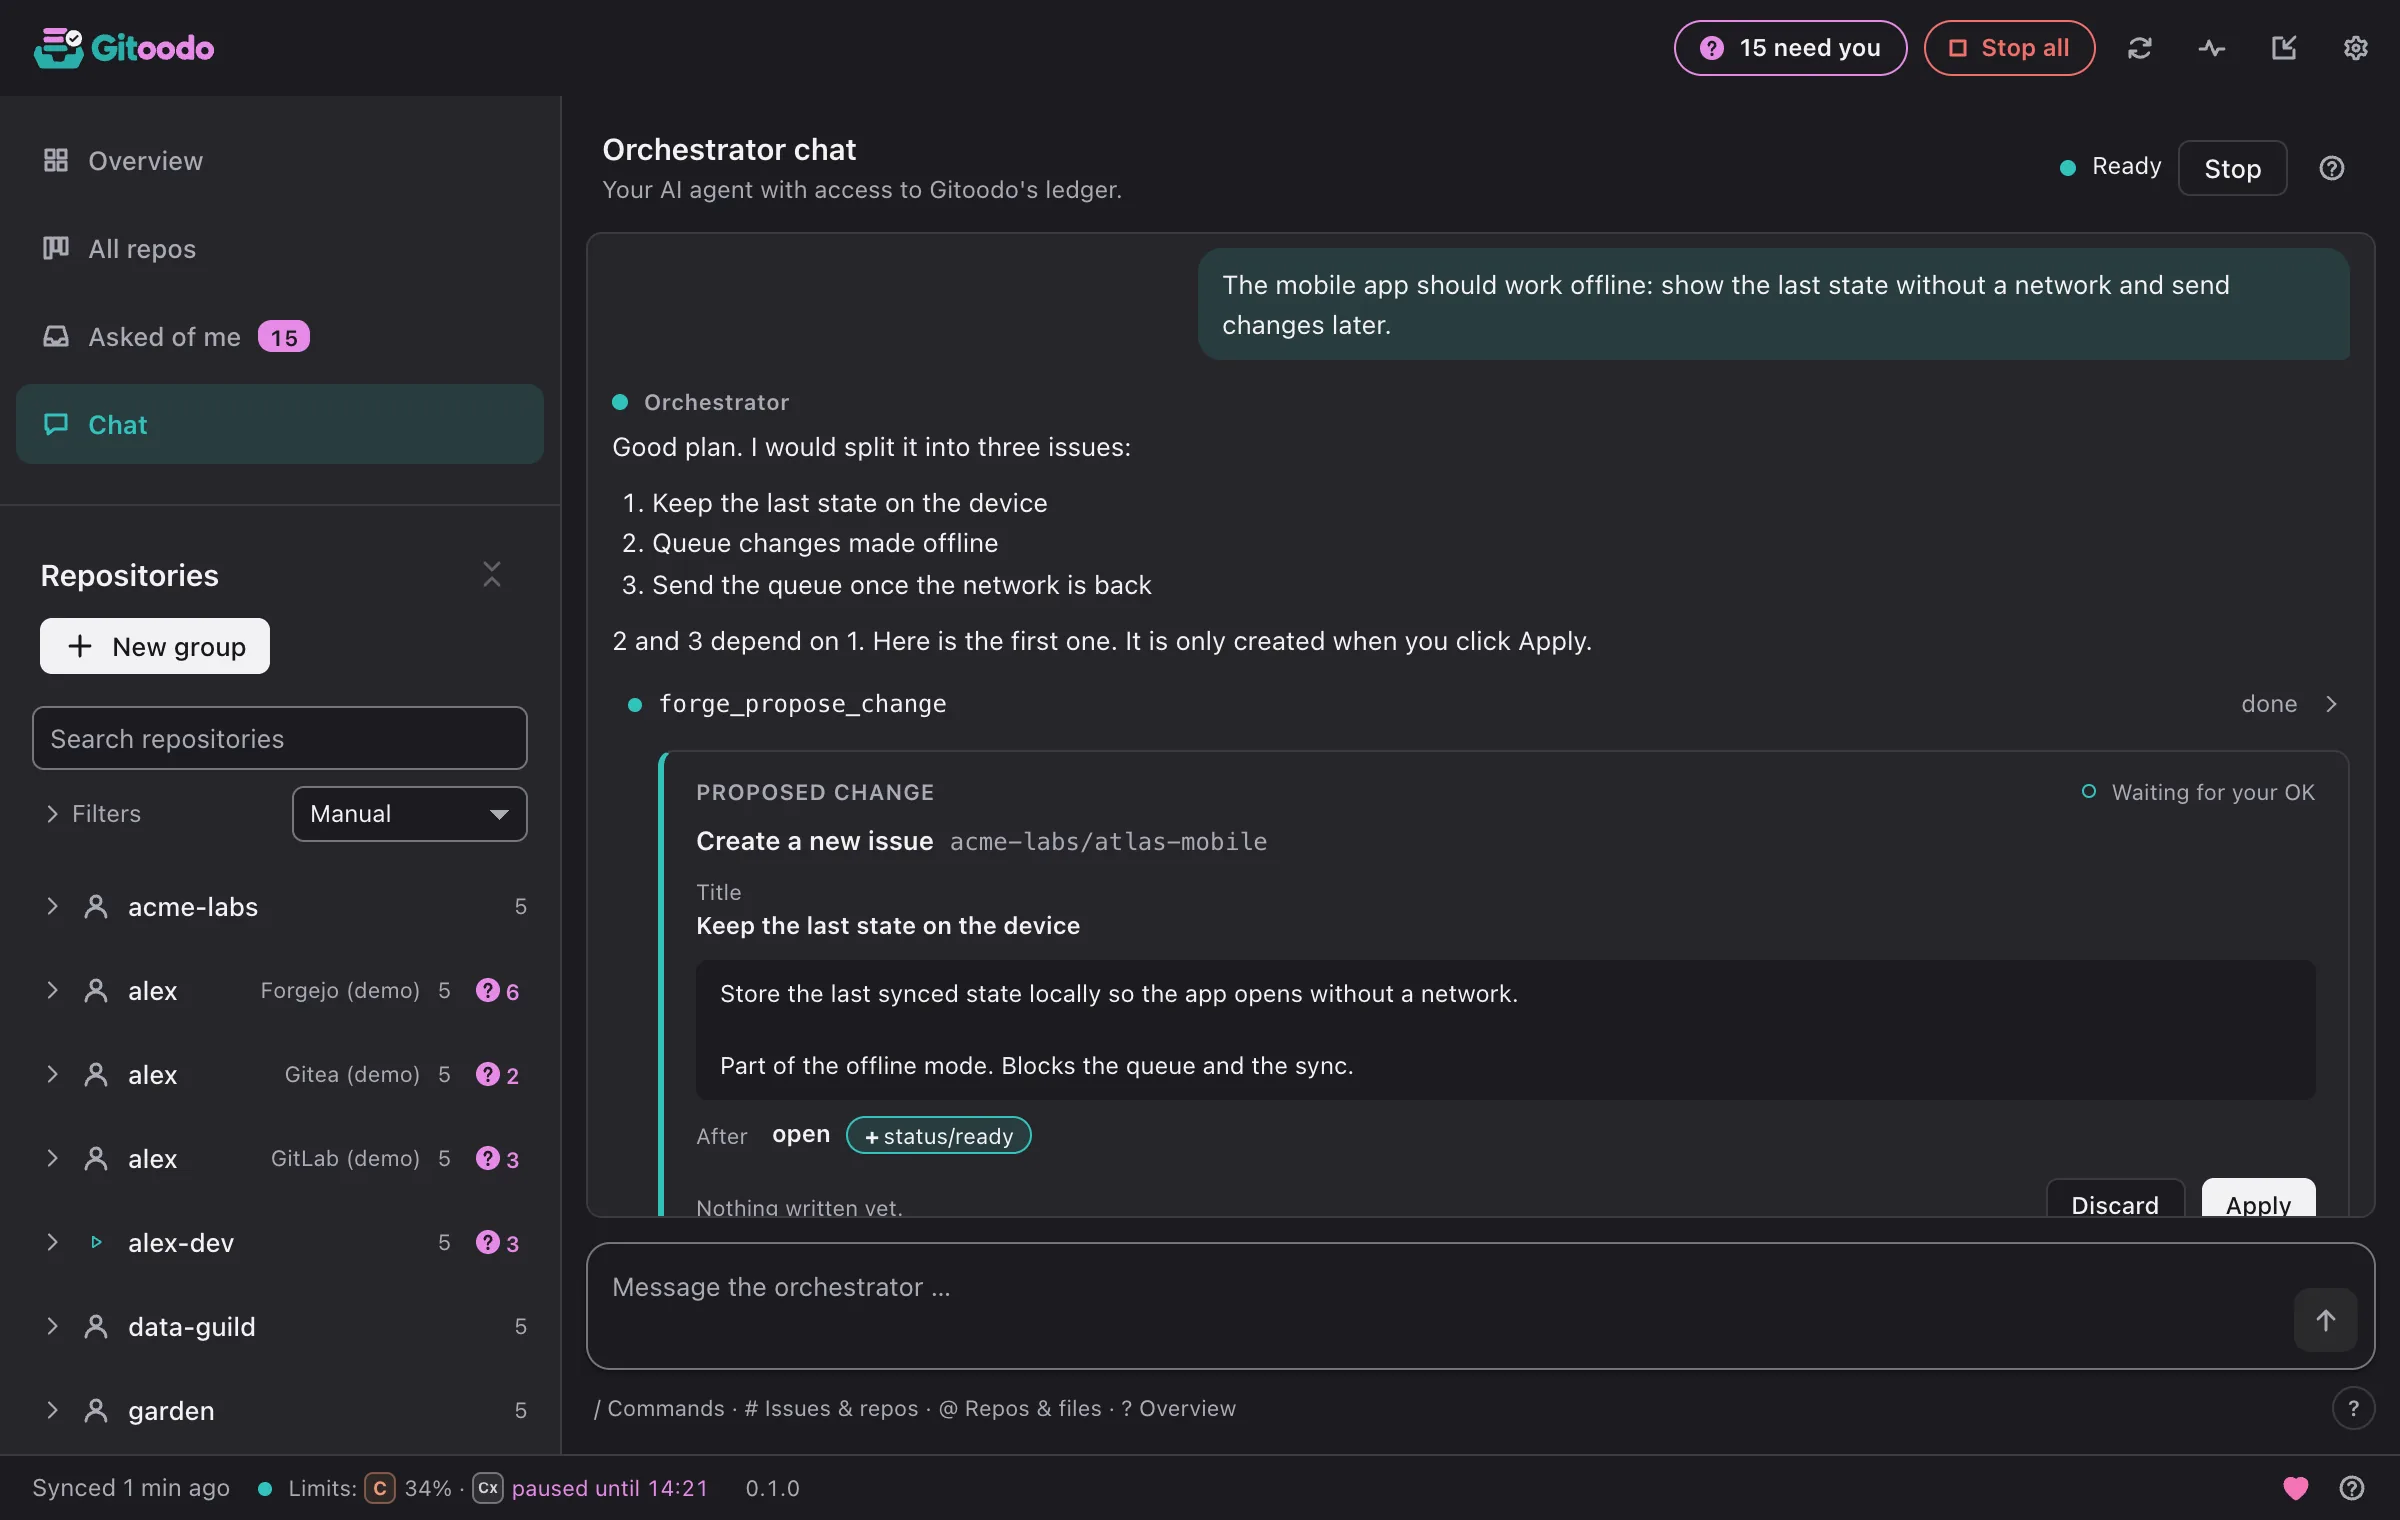 Gitoodo
? 15 need you
Stop all
Overview
All repos
Asked of me 15
Chat
Repositories
+ New group
Search repositories
Filters
Manual
acme-labs 5
alex Forgejo (demo) 5 ? 6
alex Gitea (demo) 5 ? 2
alex GitLab (demo) 5 ? 3
alex-dev 5 ? 3
data-guild 5
garden 5
Orchestrator chat
Your AI agent with access to Gitoodo's ledger.
Ready
Stop
?
The mobile app should work offline: show the last state without a network and send
changes later.
Orchestrator
Good plan. I would split it into three issues:
1. Keep the last state on the device
2. Queue changes made offline
3. Send the queue once the network is back
2 and 3 depend on 1. Here is the first one. It is only created when you click Apply.
forge_propose_change
done
PROPOSED CHANGE
Waiting for your OK
Create a new issue acme-labs/atlas-mobile
Title
Keep the last state on the device
Store the last synced state locally so the app opens without a network.
Part of the offline mode. Blocks the queue and the sync.
After open + status/ready
Nothing written yet.
Discard
Apply
Message the orchestrator ...
/ Commands · # Issues & repos · @ Repos & files · ? Overview
?
Synced 1 min ago Limits: C 34% · Cx paused until 14:21 0.1.0
?